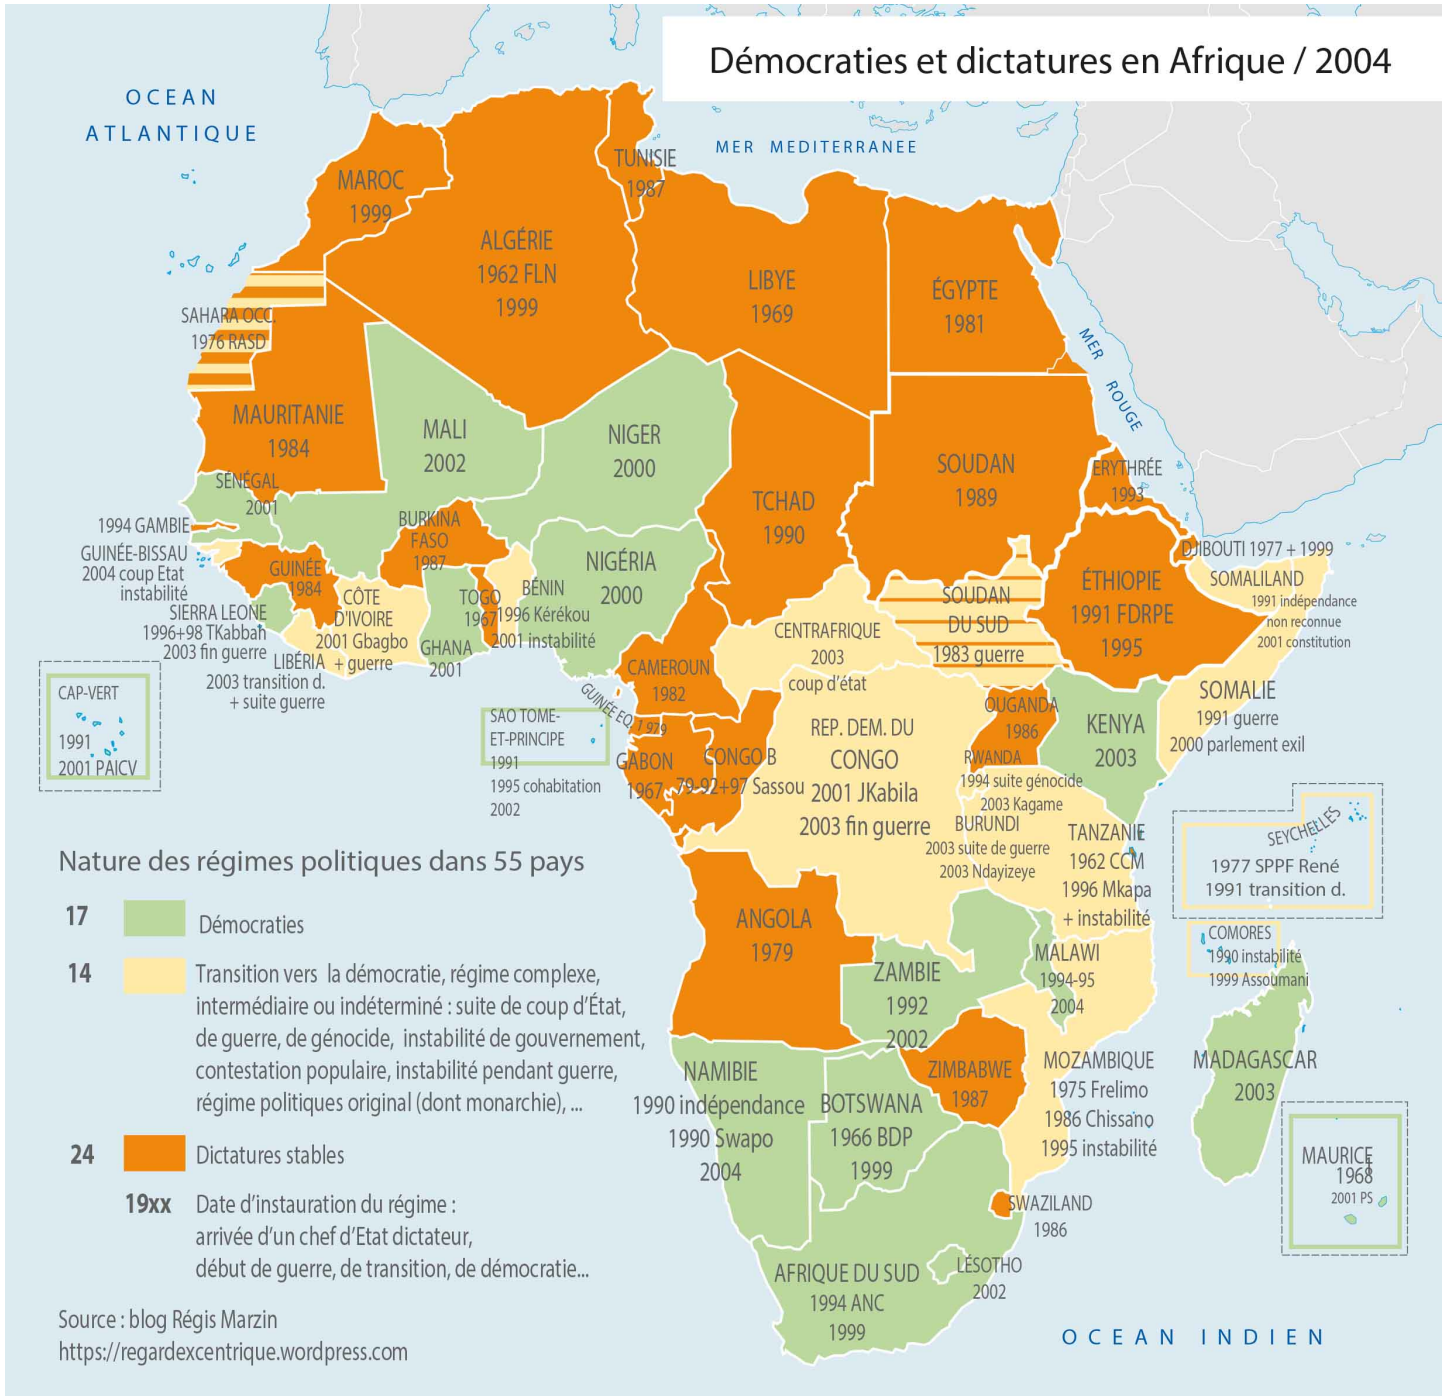 Démocraties et dictatures en Afrique / 2004
OCEAN
ATLANTIQUE
MER MEDITERRANEE
MER ROUGE
TUNISIE
1987
MAROC
1999
ALGÉRIE
1962 FLN
1999
LIBYE
1969
ÉGYPTE
1981
SAHARA OCC.
1976 RASD
MAURITANIE
1984
MALI
2002
NIGER
2000
TCHAD
1990
SOUDAN
1989
ERYTHRÉE
1993
SÉNÉGAL
2001
1994 GAMBIE
GUINÉE-BISSAU
2004 coup Etat
instabilité
GUINÉE
1984
SIERRA LEONE
1996+98 TKabbah
2003 fin guerre
LIBÉRIA
2003 transition d.
+ suite guerre
CÔTE
D'IVOIRE
2001 Gbagbo
+ guerre
BURKINA
FASO
1987
GHANA
2001
TOGO
1967
BÉNIN
1996 Kérékou
2001 instabilité
NIGÉRIA
2000
CAMEROUN
1982
CENTRAFRIQUE
2003
coup d'état
SOUDAN
DU SUD
1983 guerre
ÉTHIOPIE
1991 FDRPE
1995
DJIBOUTI 1977 + 1999
SOMALILAND
1991 indépendance
non reconnue
2001 constitution
SOMALIE
1991 guerre
2000 parlement exil
CAP-VERT
1991
2001 PAICV
SAO TOME-
ET-PRINCIPE
1991
1995 cohabitation
2002
GUINÉE EQ. 1979
GABON
1967
CONGO B
79-92+97 Sassou
REP. DEM. DU
CONGO
2001 JKabila
2003 fin guerre
OUGANDA
1986
KENYA
2003
RWANDA
1994 suite génocide
2003 Kagame
BURUNDI
2003 suite de guerre
2003 Ndayizeye
TANZANIE
1962 CCM
1996 Mkapa
+ instabilité
SEYCHELLES
1977 SPPF René
1991 transition d.
COMORES
1990 instabilité
1999 Assoumani
ANGOLA
1979
ZAMBIE
1992
2002
MALAWI
1994-95
2004
MOZAMBIQUE
1975 Frelimo
1986 Chissano
1995 instabilité
ZIMBABWE
1987
MADAGASCAR
2003
MAURICE
1968
2001 PS
NAMIBIE
1990 indépendance
1990 Swapo
2004
BOTSWANA
1966 BDP
1999
SWAZILAND
1986
LÉSOTHO
2002
AFRIQUE DU SUD
1994 ANC
1999
OCEAN INDIEN
Nature des régimes politiques dans 55 pays
17 Démocraties
14 Transition vers la démocratie, régime complexe,
intermédiaire ou indéterminé : suite de coup d'État,
de guerre, de génocide, instabilité de gouvernement,
contestation populaire, instabilité pendant guerre,
régime politiques original (dont monarchie), ...
24 Dictatures stables
19xx Date d'instauration du régime :
arrivée d'un chef d'Etat dictateur,
début de guerre, de transition, de démocratie...
Source : blog Régis Marzin
https://regardexcentrique.wordpress.com